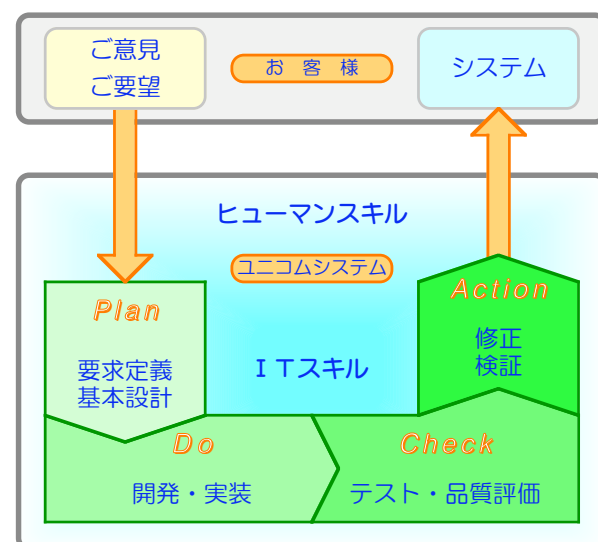 ご意見
ご要望
お客様
システム
ヒューマンスキル
ユニコムシステム
Plan
要求定義
基本設計
ITスキル
Action
修正
検証
Do
開発・実装
Check
テスト・品質評価